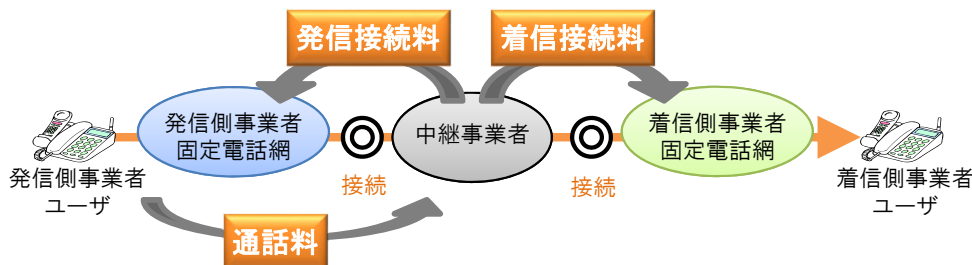 発信接続料
着信接続料
発信側事業者
固定電話網
中継事業者
着信側事業者
固定電話網
接続
接続
発信側事業者
ユーザ
着信側事業者
ユーザ
通話料